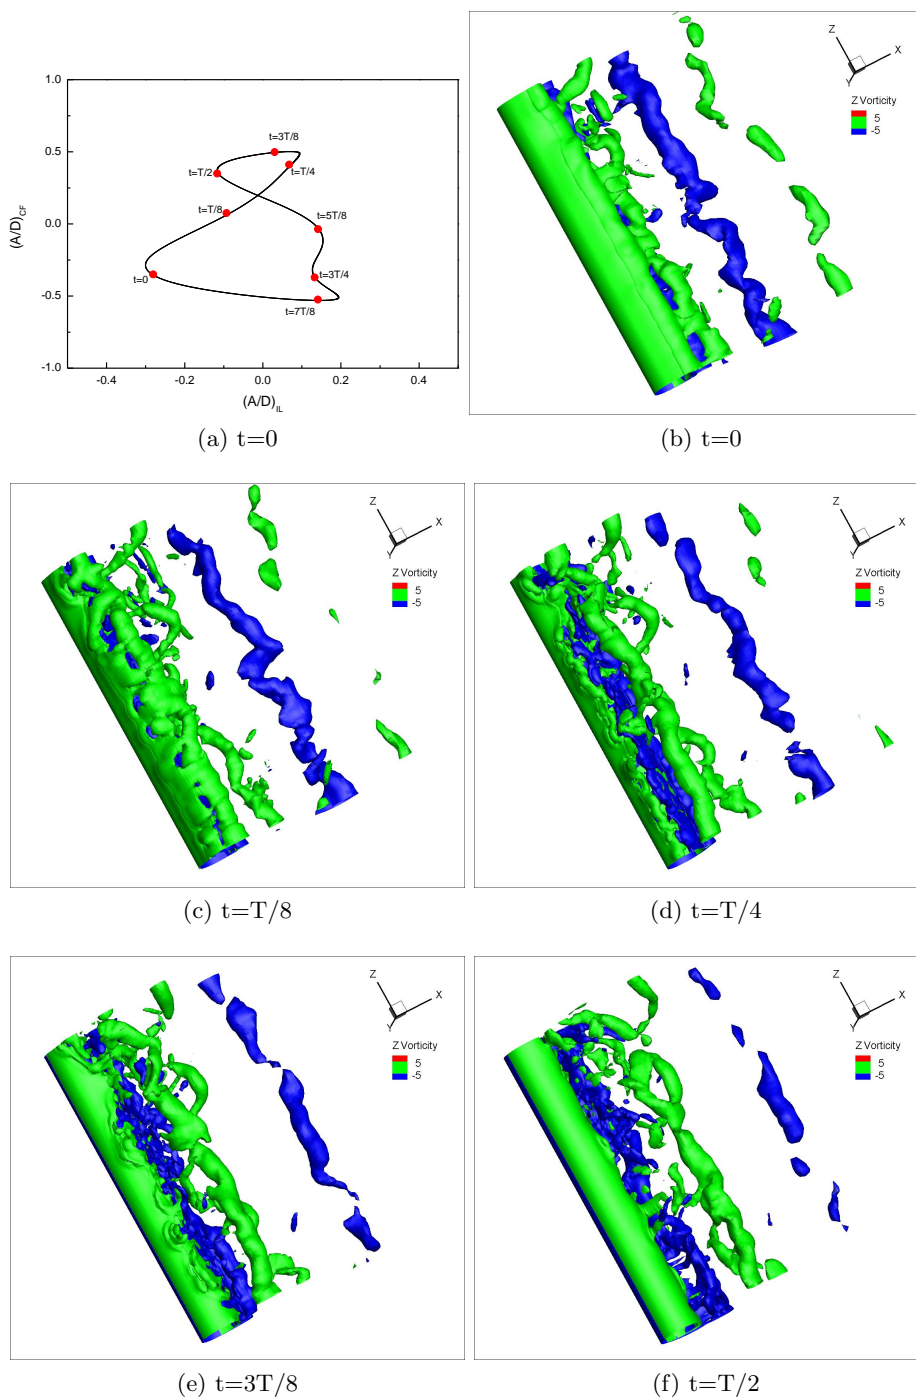 1.0
0.5
0.0
-0.5
-1.0
(A/D)CF
t=3T/8
t=T/2
t=T/4
t=T/8
t=5T/8
t=0
t=3T/4
t=7T/8
-0.4 -0.2 0.0 0.2 0.4
(A/D)IL
(a) t=0
Z
X
Y
Z Vorticity
5
-5
(b) t=0
Z
X
Y
Z Vorticity
5
-5
(c) t=T/8
Z
X
Y
Z Vorticity
5
-5
(d) t=T/4
Z
X
Y
Z Vorticity
5
-5
(e) t=3T/8
Z
X
Y
Z Vorticity
5
-5
(f) t=T/2